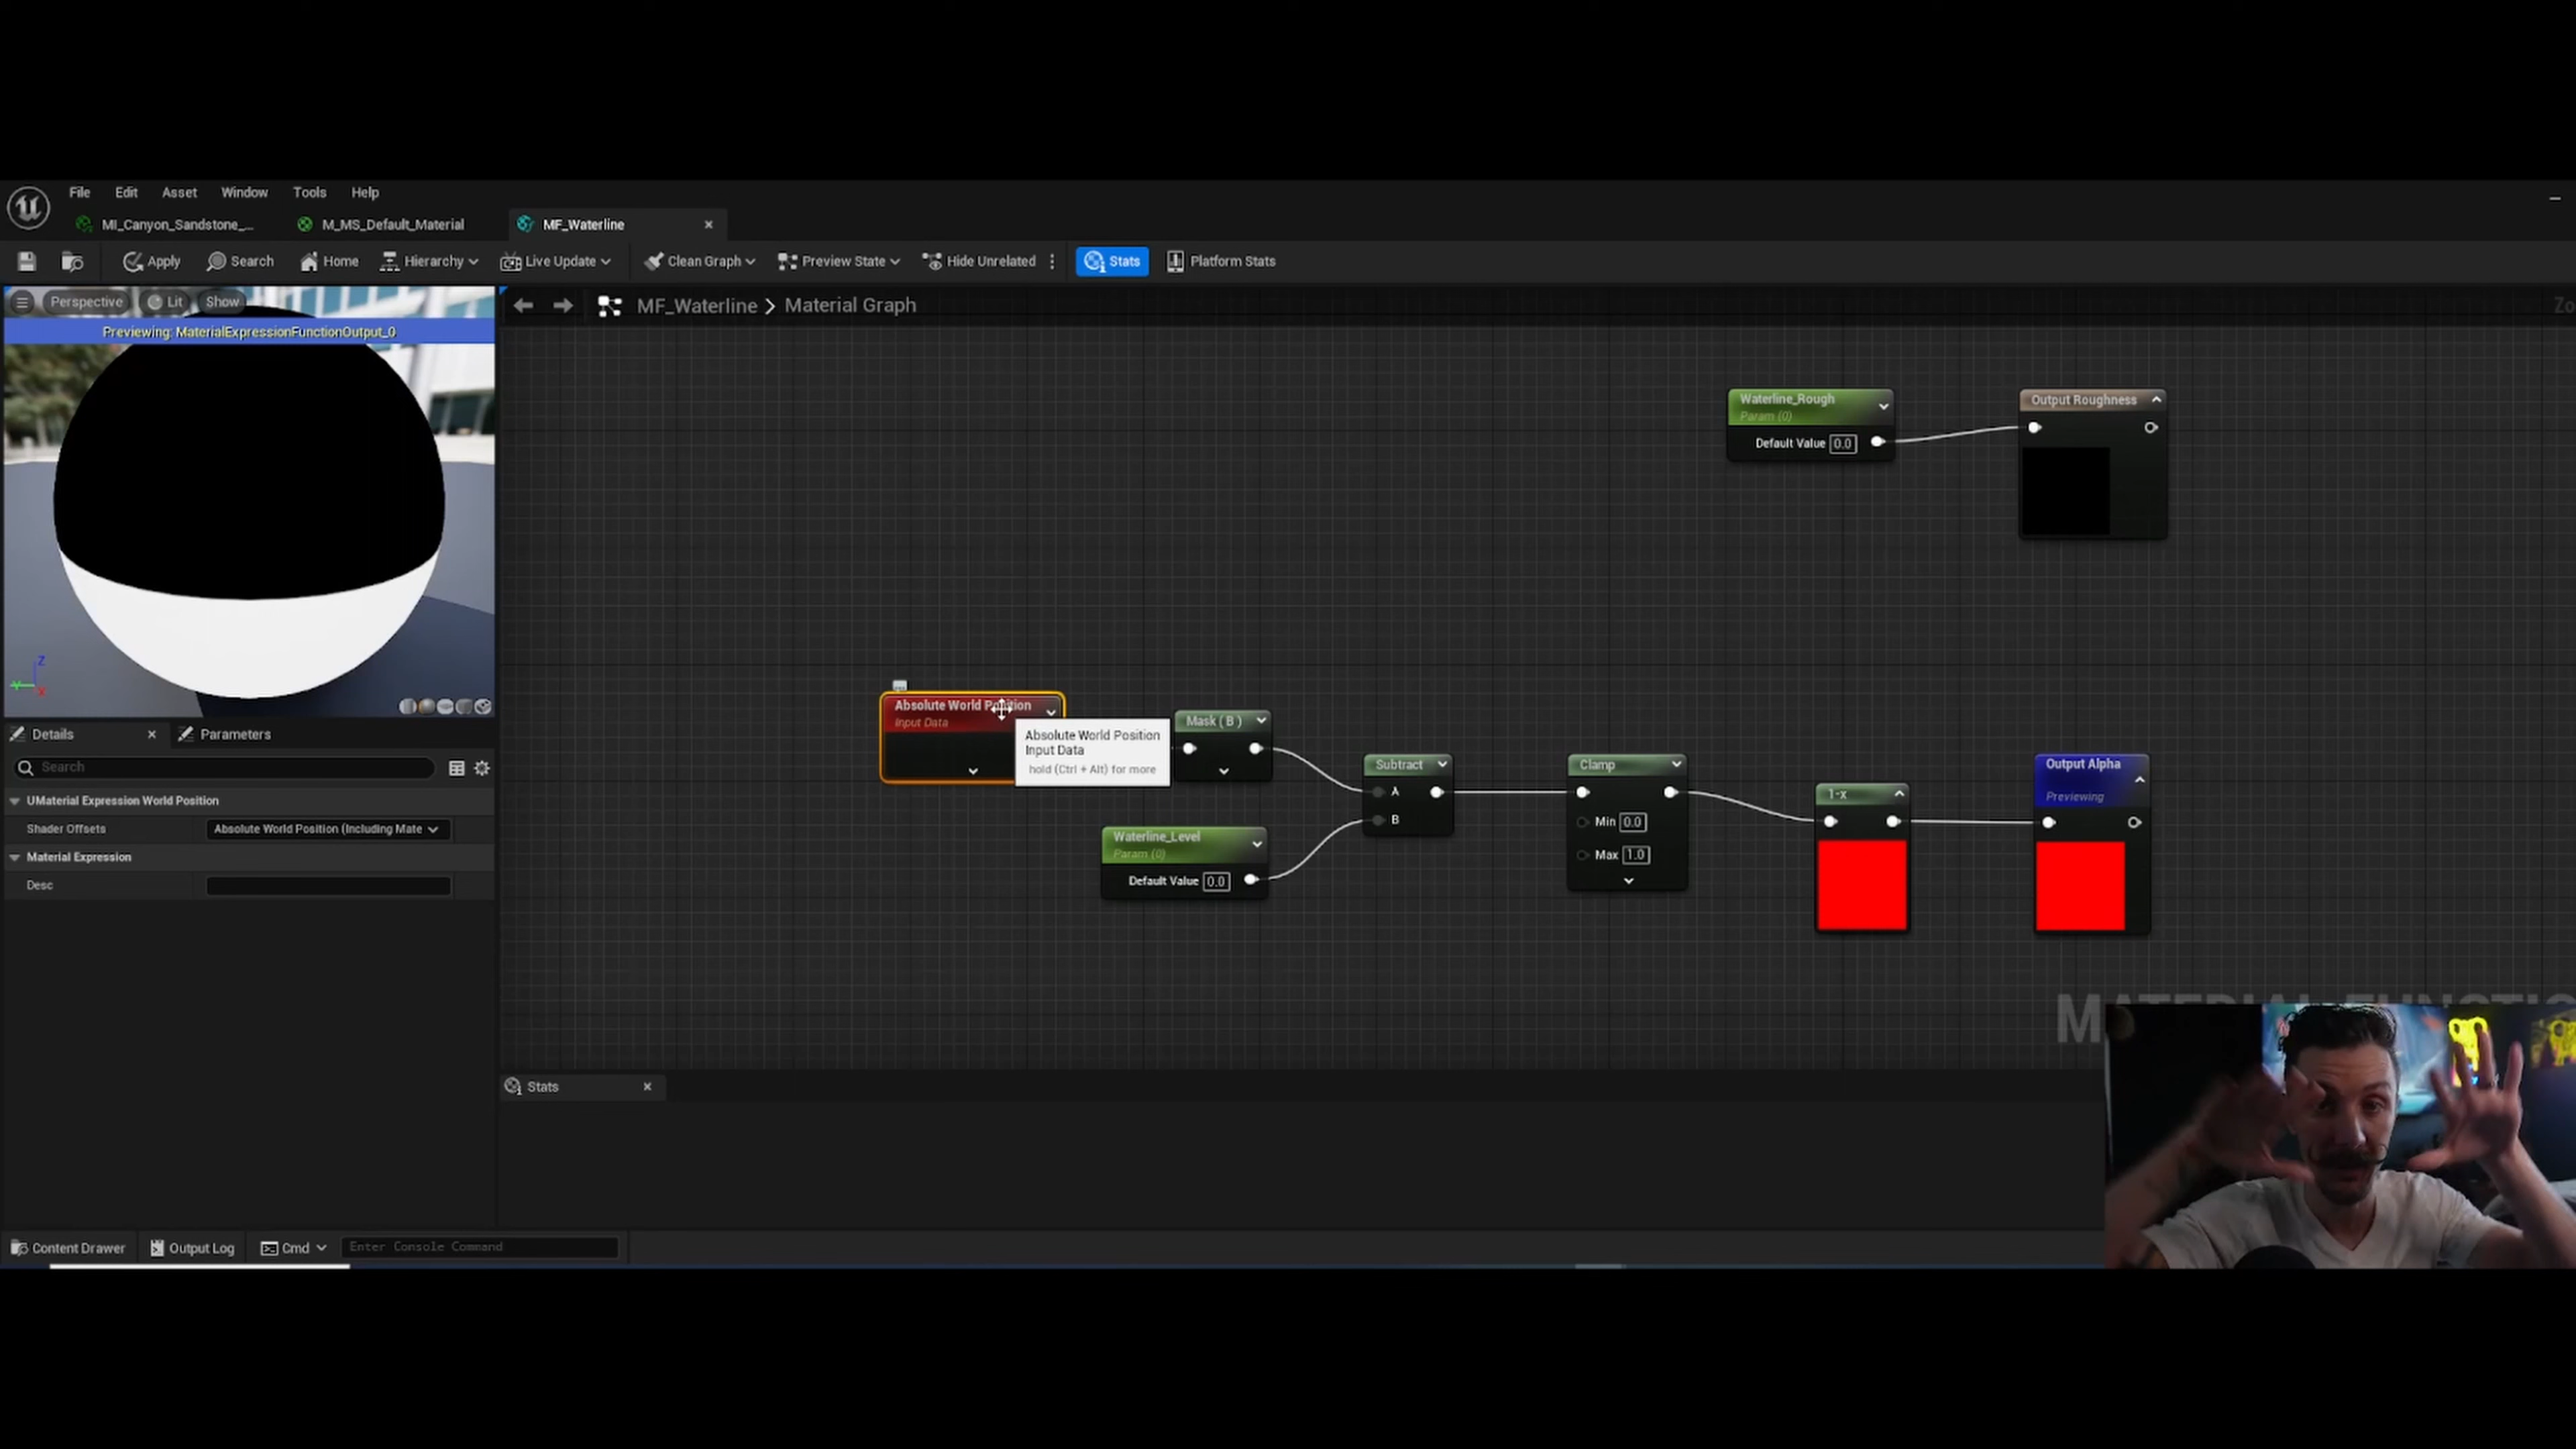 File Edit Asset Window Tools Help
MI_Canyon_Sandstone_... M_MS_Default_Material MF_Waterline
Apply Search Home Hierarchy Live Update Clean Graph Preview State Hide Unrelated Stats Platform Stats
Perspective Lit Show
Previewing: MaterialExpressionFunctionOutput_0
MF_Waterline > Material Graph
Zo
Waterline_Rough
Param (0)
Default Value 0.0
Output Roughness
Z
Y
X
Absolute World Position
Input Data
Absolute World Position
Input Data
hold (Ctrl + Alt) for more
Mask ( B )
Subtract
A
B
Clamp
Min 0.0
Max 1.0
1-x
Output Alpha
Previewing
Waterline_Level
Param (0)
Default Value 0.0
Details Parameters
Search
UMaterial Expression World Position
Shader Offsets Absolute World Position (Including Mate
Material Expression
Desc
Stats
Content Drawer Output Log Cmd Enter Console Command